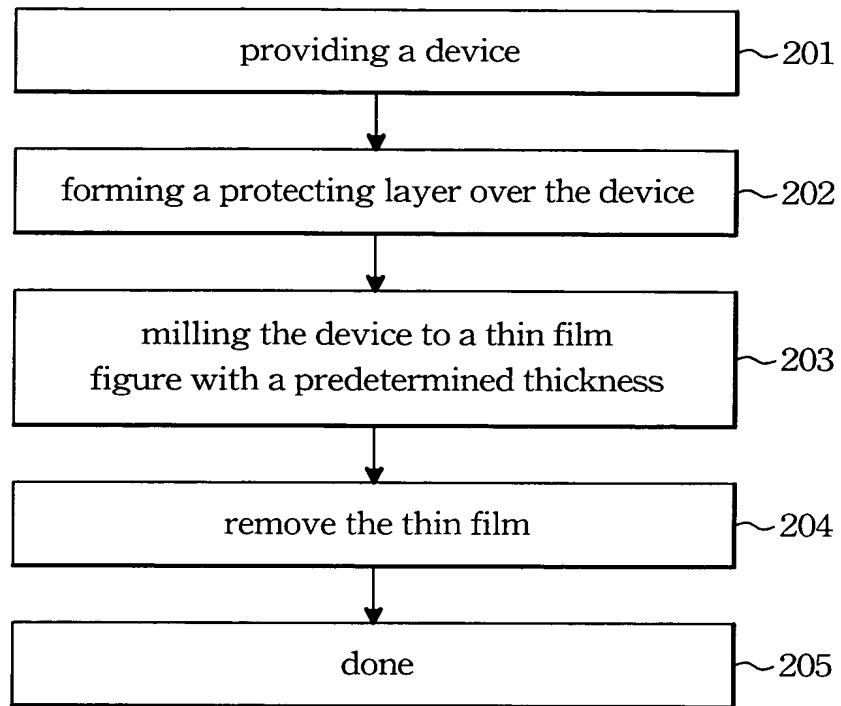 providing a device
201
forming a protecting layer over the device
202
milling the device to a thin film
figure with a predetermined thickness
203
remove the thin film
204
done
205